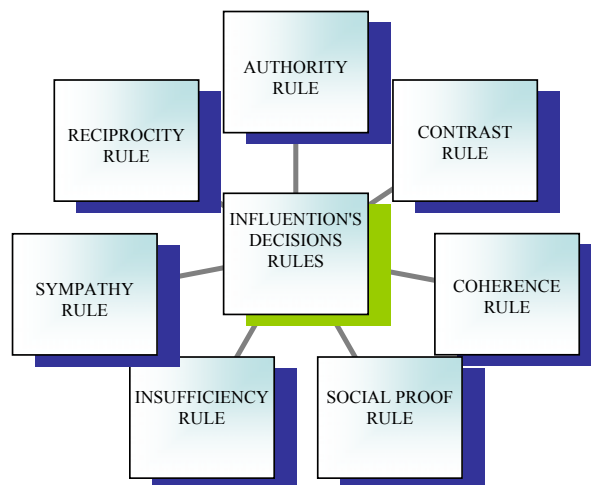 AUTHORITY
RULE
RECIPROCITY
RULE
CONTRAST
RULE
INFLUENTION'S
DECISIONS
RULES
SYMPATHY
RULE
COHERENCE
RULE
INSUFFICIENCY
RULE
SOCIAL PROOF
RULE